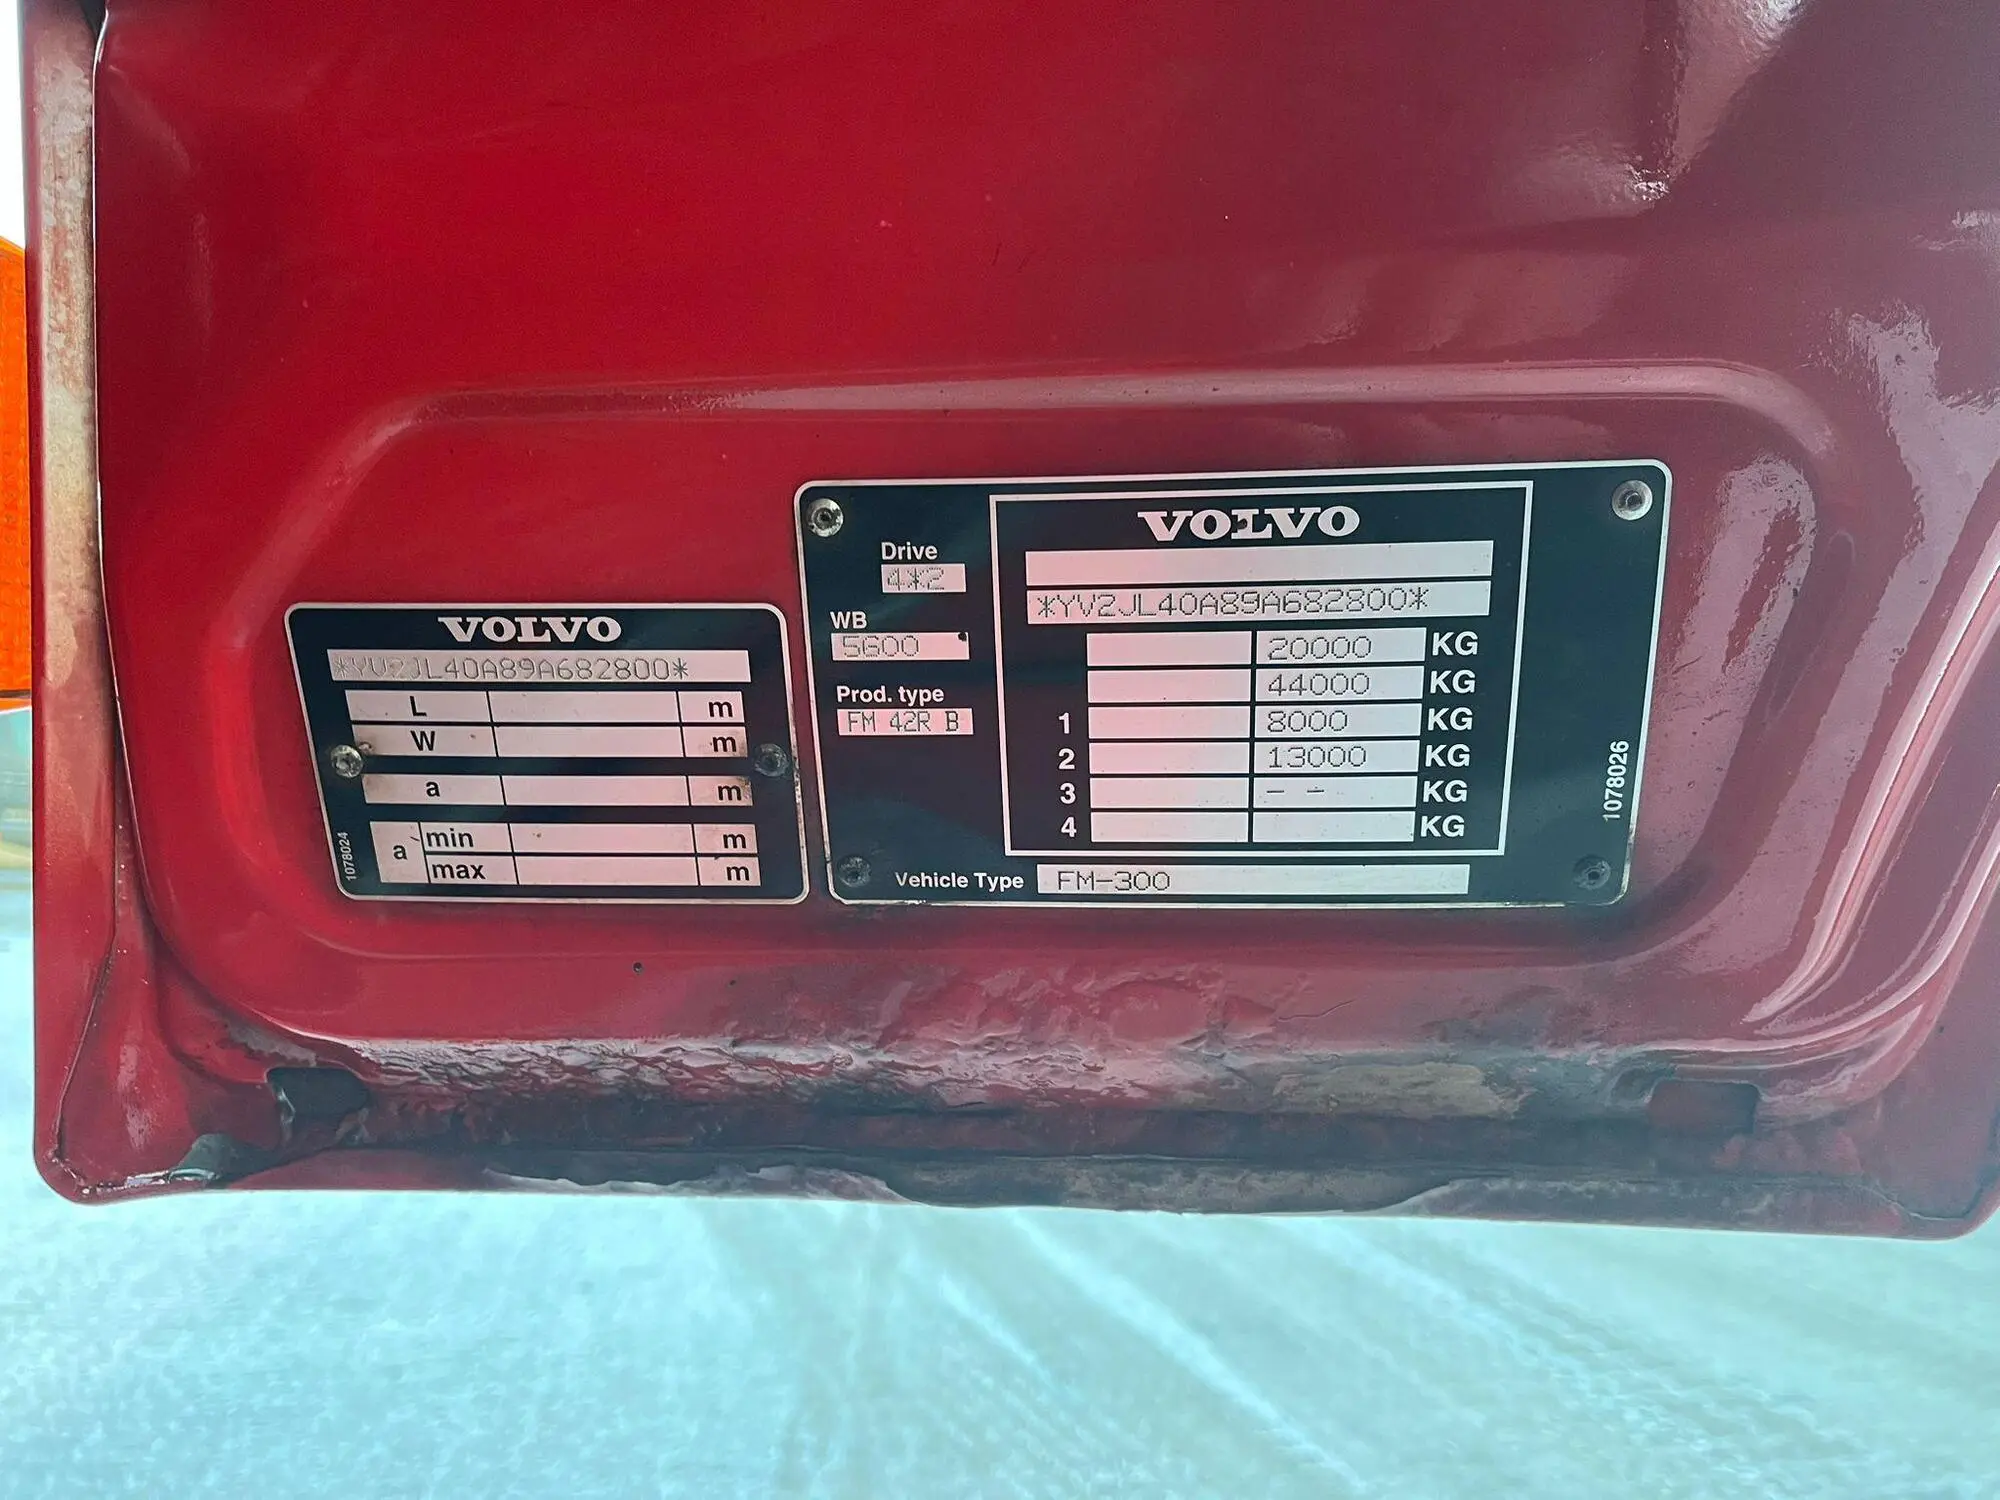 VOLVO
*YV2JL40A89A682800*
L m
W m
a m
a min m
max m
1078024
Drive
4*2
WB
5600
Prod. type
FM 42R B
VOLVO
*YV2JL40A89A682800*
20000 KG
44000 KG
1 8000 KG
2 13000 KG
3 - - KG
4 KG
Vehicle Type FM-300
1078026